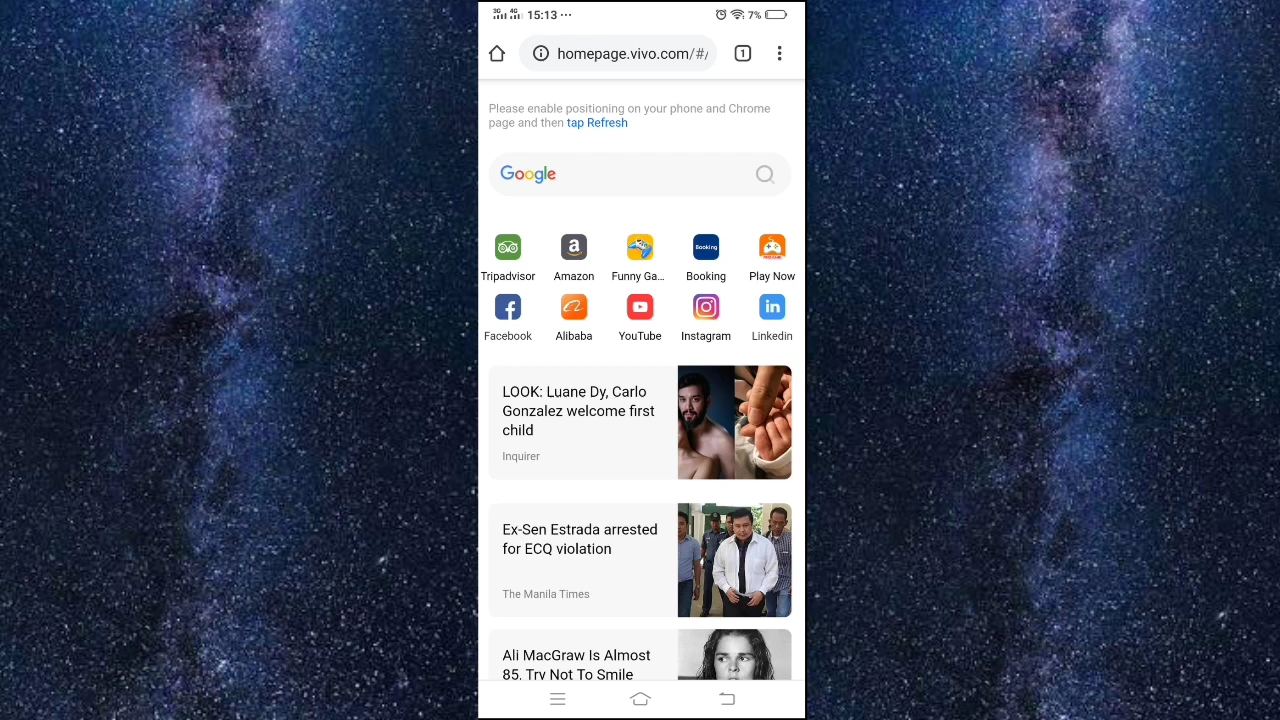 3G 4G 15:13 ··· 7%
homepage.vivo.com/#/
1
Please enable positioning on your phone and Chrome
page and then tap Refresh
Google
a Booking
Tripadvisor Amazon Funny Ga... Booking Play Now
f in
Facebook Alibaba YouTube Instagram Linkedin
LOOK: Luane Dy, Carlo
Gonzalez welcome first
child
Inquirer
Ex-Sen Estrada arrested
for ECQ violation
The Manila Times
Ali MacGraw Is Almost
85, Try Not To Smile